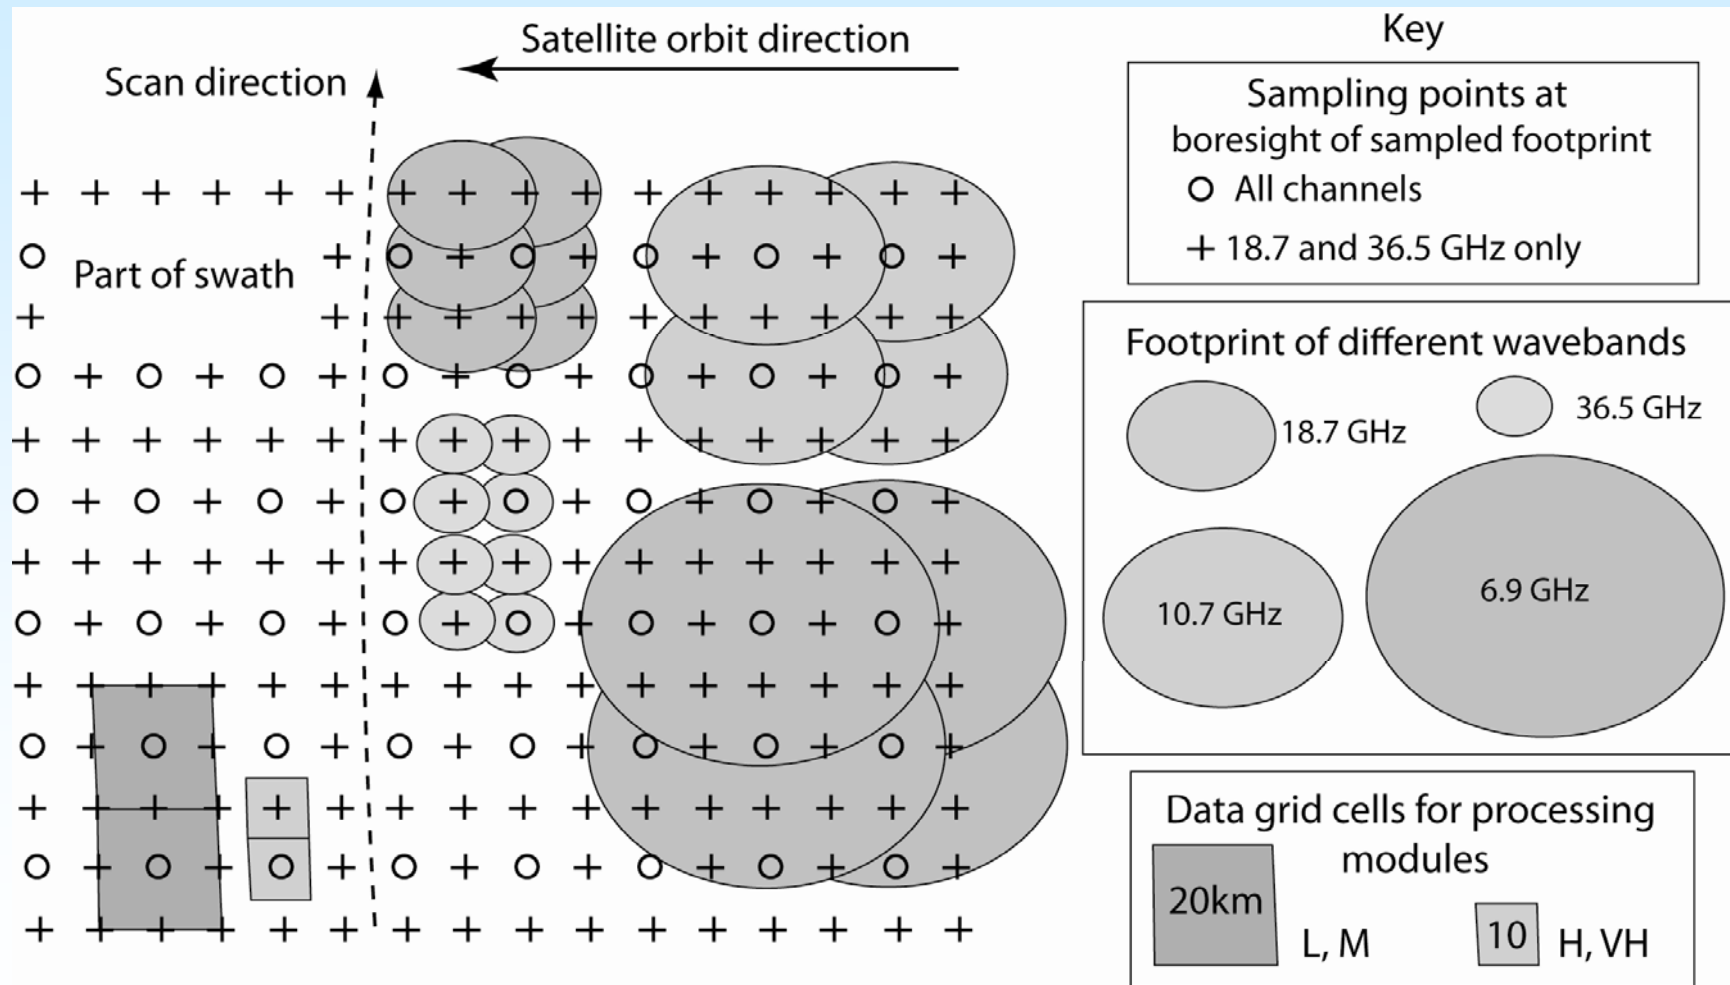 Satellite orbit direction
Scan direction
Part of swath
Key
Sampling points at
boresight of sampled footprint
All channels
18.7 and 36.5 GHz only
Footprint of different wavebands
18.7 GHz
36.5 GHz
10.7 GHz
6.9 GHz
Data grid cells for processing
modules
20km
L, M
10
H, VH